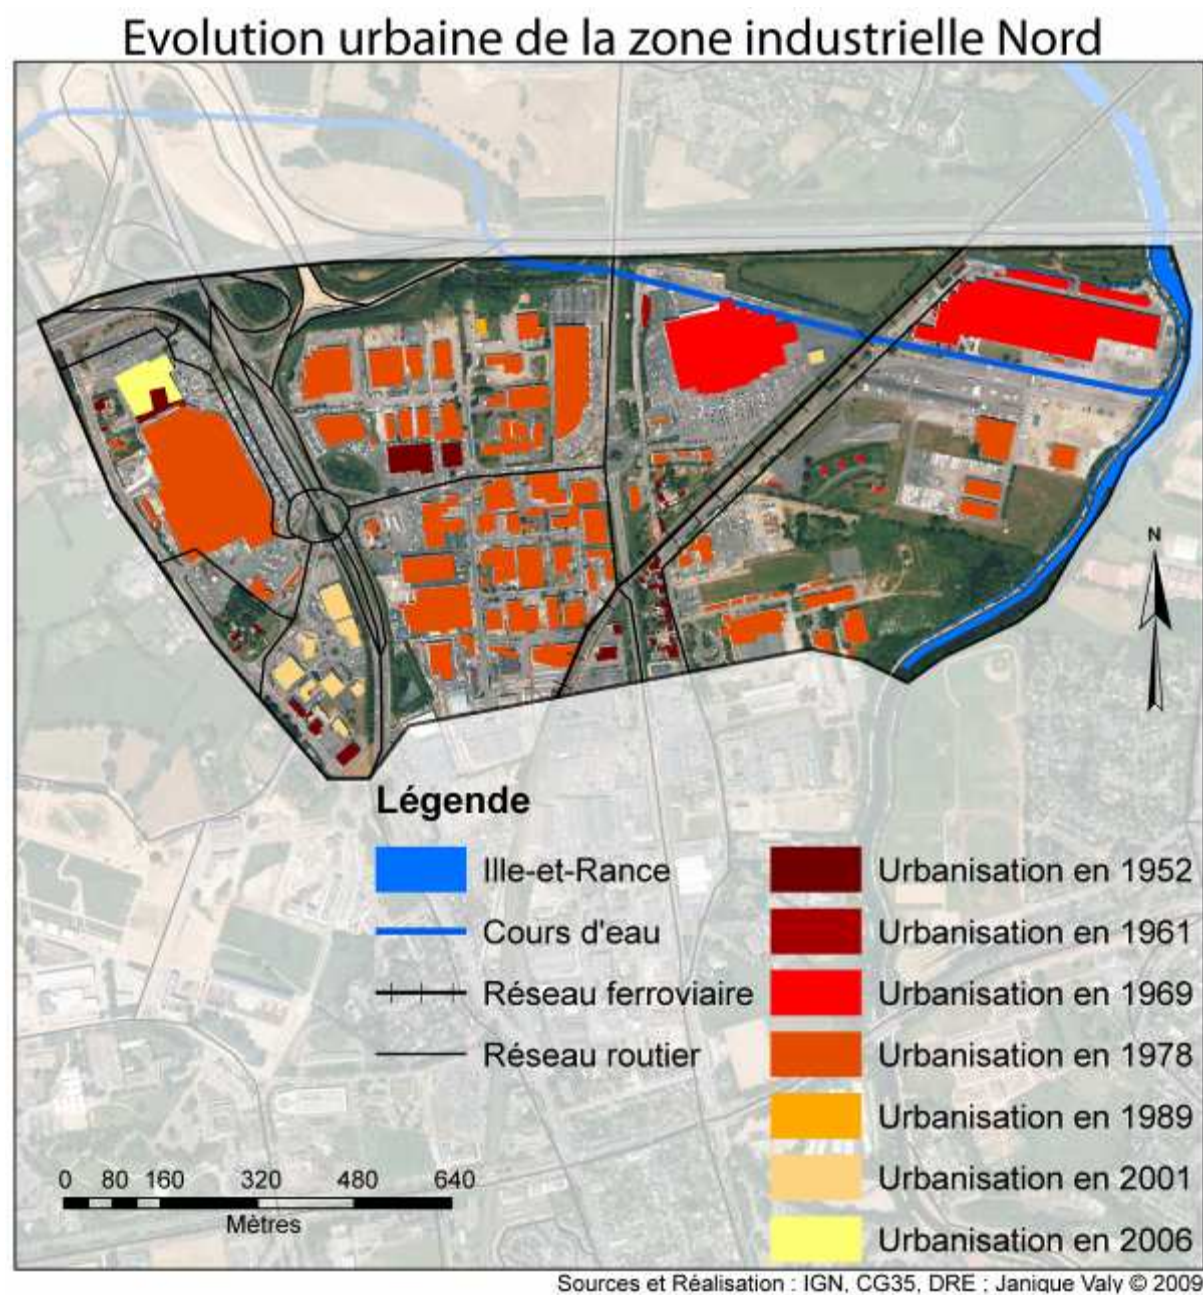 Evolution urbaine de la zone industrielle Nord
N
Légende
Ille-et-Rance
Cours d'eau
Réseau ferroviaire
Réseau routier
Urbanisation en 1952
Urbanisation en 1961
Urbanisation en 1969
Urbanisation en 1978
Urbanisation en 1989
Urbanisation en 2001
Urbanisation en 2006
0 80 160 320 480 640
Mètres
Sources et Réalisation : IGN, CG35, DRE ; Janique Valy © 2009